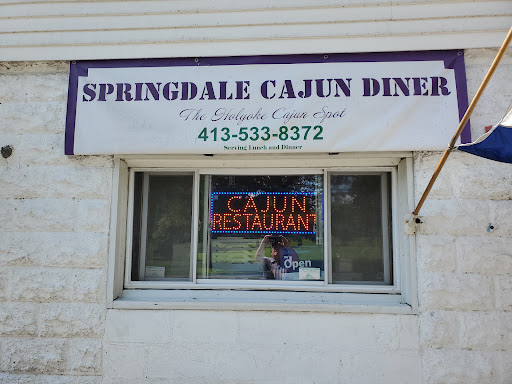 SPRINGDALE CAJUN DINER
The Holyoke Cajun Spot
413-533-8372
Serving Lunch and Dinner
CAJUN
RESTAURANT
Open